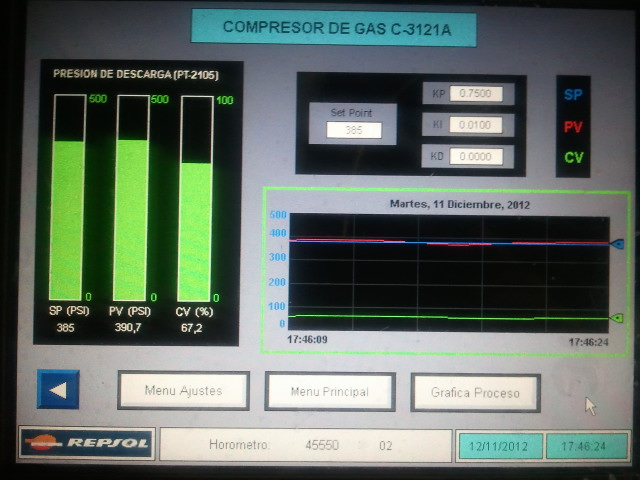 COMPRESOR DE GAS C-3121A
PRESION DE DESCARGA (PT-2105)
500 500 100
0 0 0
SP (PSI) PV (PSI) CV (%)
385 390,7 67,2
Set Point
385
KP 0.7500
KI 0.0100
KD 0.0000
SP
PV
CV
Martes, 11 Diciembre, 2012
500
400
300
200
100
0
17:46:09 17:46:24
Menu Ajustes Menu Principal Grafica Proceso
REPSOL Horometro: 45550 02 12/11/2012 17:46:24